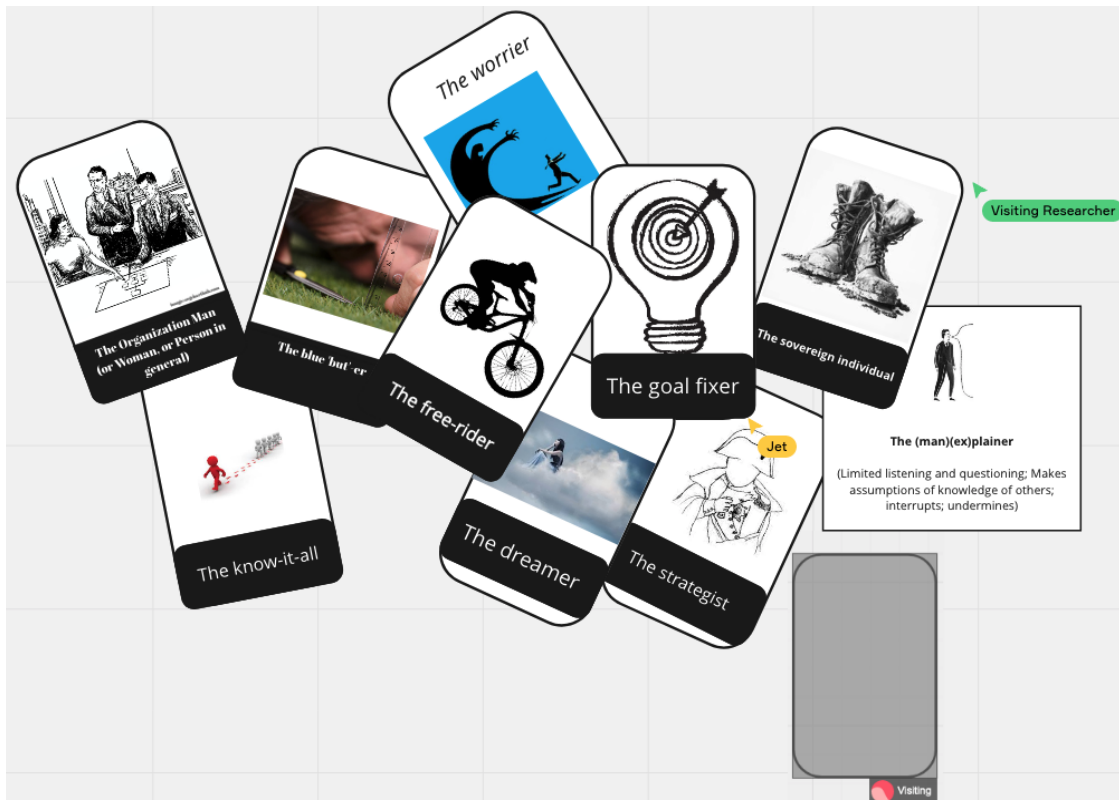 The worrier
The Organization Man
(or Woman, or Person in
general)
The blue 'but'-er
The free-rider
The goal fixer
The sovereign individual
Visiting Researcher
The (man)(ex)plainer
(Limited listening and questioning; Makes
assumptions of knowledge of others;
interrupts; undermines)
Jet
The know-it-all
The dreamer
The strategist
Visiting